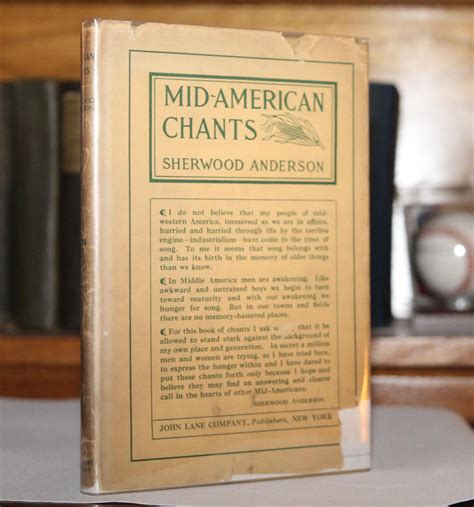 MID-AMERICAN
CHANTS
SHERWOOD ANDERSON
¶ I do not believe that my people of mid-
western America, immersed as we are in affairs,
hurried and harried through life by the terrible
engine—industrialism—have come to the time of
song. To me it seems that song belongs with
and has its birth in the memory of older things
than we know.
¶ In Middle America men are awakening. Like
awkward and untrained boys we begin to turn
toward maturity and with our awakening we
hunger for song. But in our towns and fields
there are no memory-haunted places.
¶ For this book of chants I ask that it be
allowed to stand stark against the background of
my own place and generation. In secret a million
men and women are trying, as I have tried here,
to express the hunger within and I have dared to
put these chants forth only because I hope and
believe they may find an answering and clearer
call in the hearts of other Mid-Americans.
SHERWOOD ANDERSON
JOHN LANE COMPANY, Publishers, NEW YORK